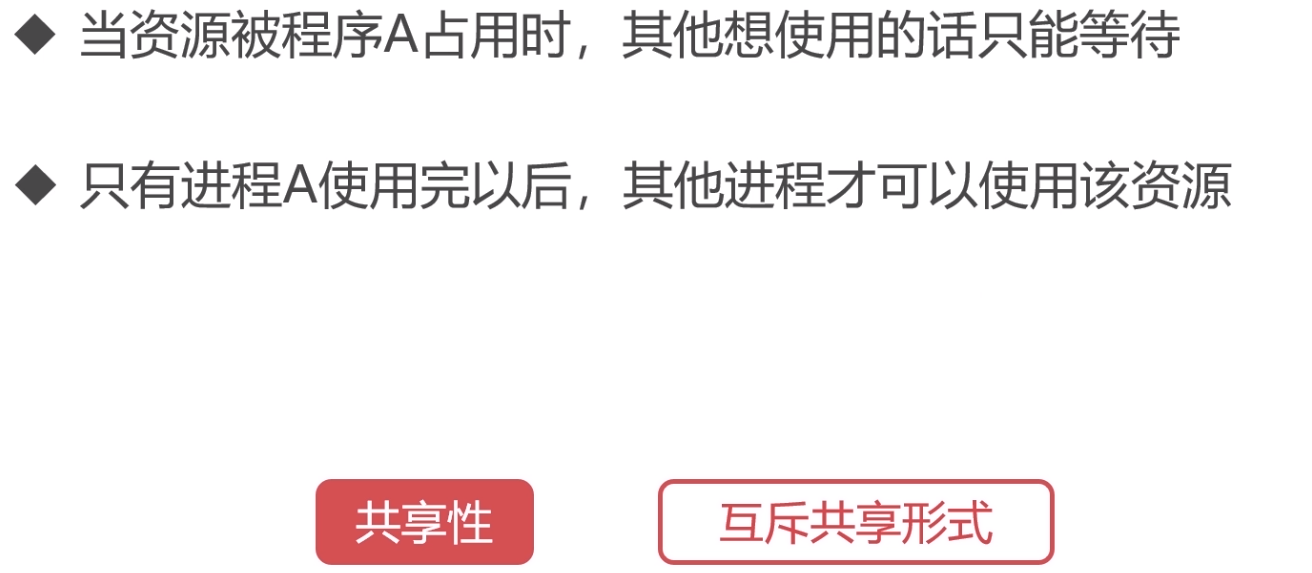 ◆ 当资源被程序A占用时，其他想使用的话只能等待
◆ 只有进程A使用完以后，其他进程才可以使用该资源
共享性 互斥共享形式